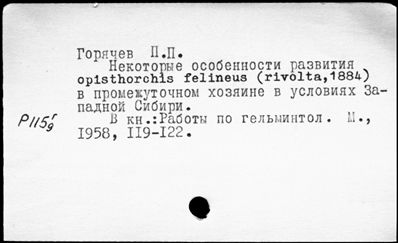 Горячев П.П.
Некоторые особенности развития
opisthorchis felineus (rivolta,1884)
в промежуточном хозяине в условиях За-
падной Сибири.
В кн.:Работы по гельминтол. М.,
1958, 119-122.
Р115г/9